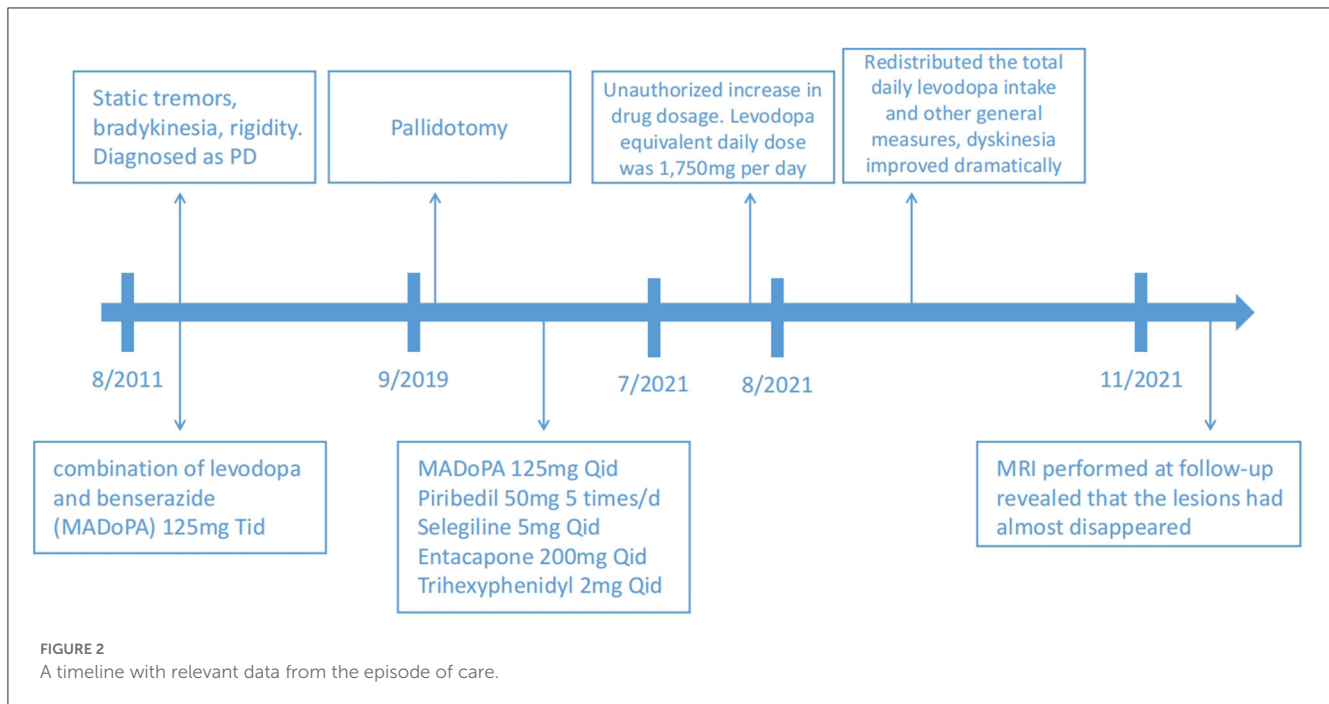 Static tremors,
bradykinesia, rigidity.
Diagnosed as PD
Pallidotomy
Unauthorized increase in
drug dosage. Levodopa
equivalent daily dose
was 1,750mg per day
Redistributed the total
daily levodopa intake
and other general
measures, dyskinesia
improved dramatically
8/2011
9/2019
7/2021
8/2021
11/2021
combination of levodopa
and benserazide
(MADoPA) 125mg Tid
MADoPA 125mg Qid
Piribedil 50mg 5 times/d
Selegiline 5mg Qid
Entacapone 200mg Qid
Trihexyphenidyl 2mg Qid
MRI performed at follow-up
revealed that the lesions had
almost disappeared
FIGURE 2
A timeline with relevant data from the episode of care.